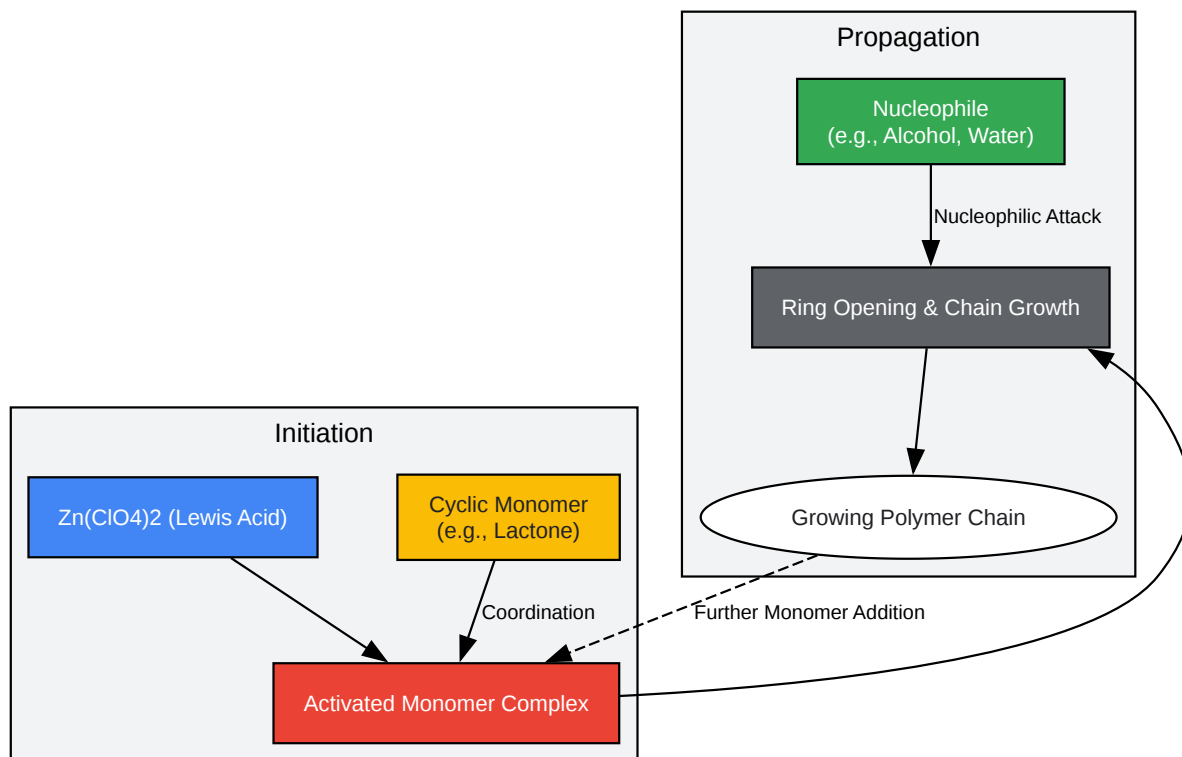 Propagation
Nucleophile
(e.g., Alcohol, Water)
Nucleophilic Attack
Ring Opening & Chain Growth
Growing Polymer Chain
Initiation
Zn(ClO4)2 (Lewis Acid)
Cyclic Monomer
(e.g., Lactone)
Coordination
Further Monomer Addition
Activated Monomer Complex